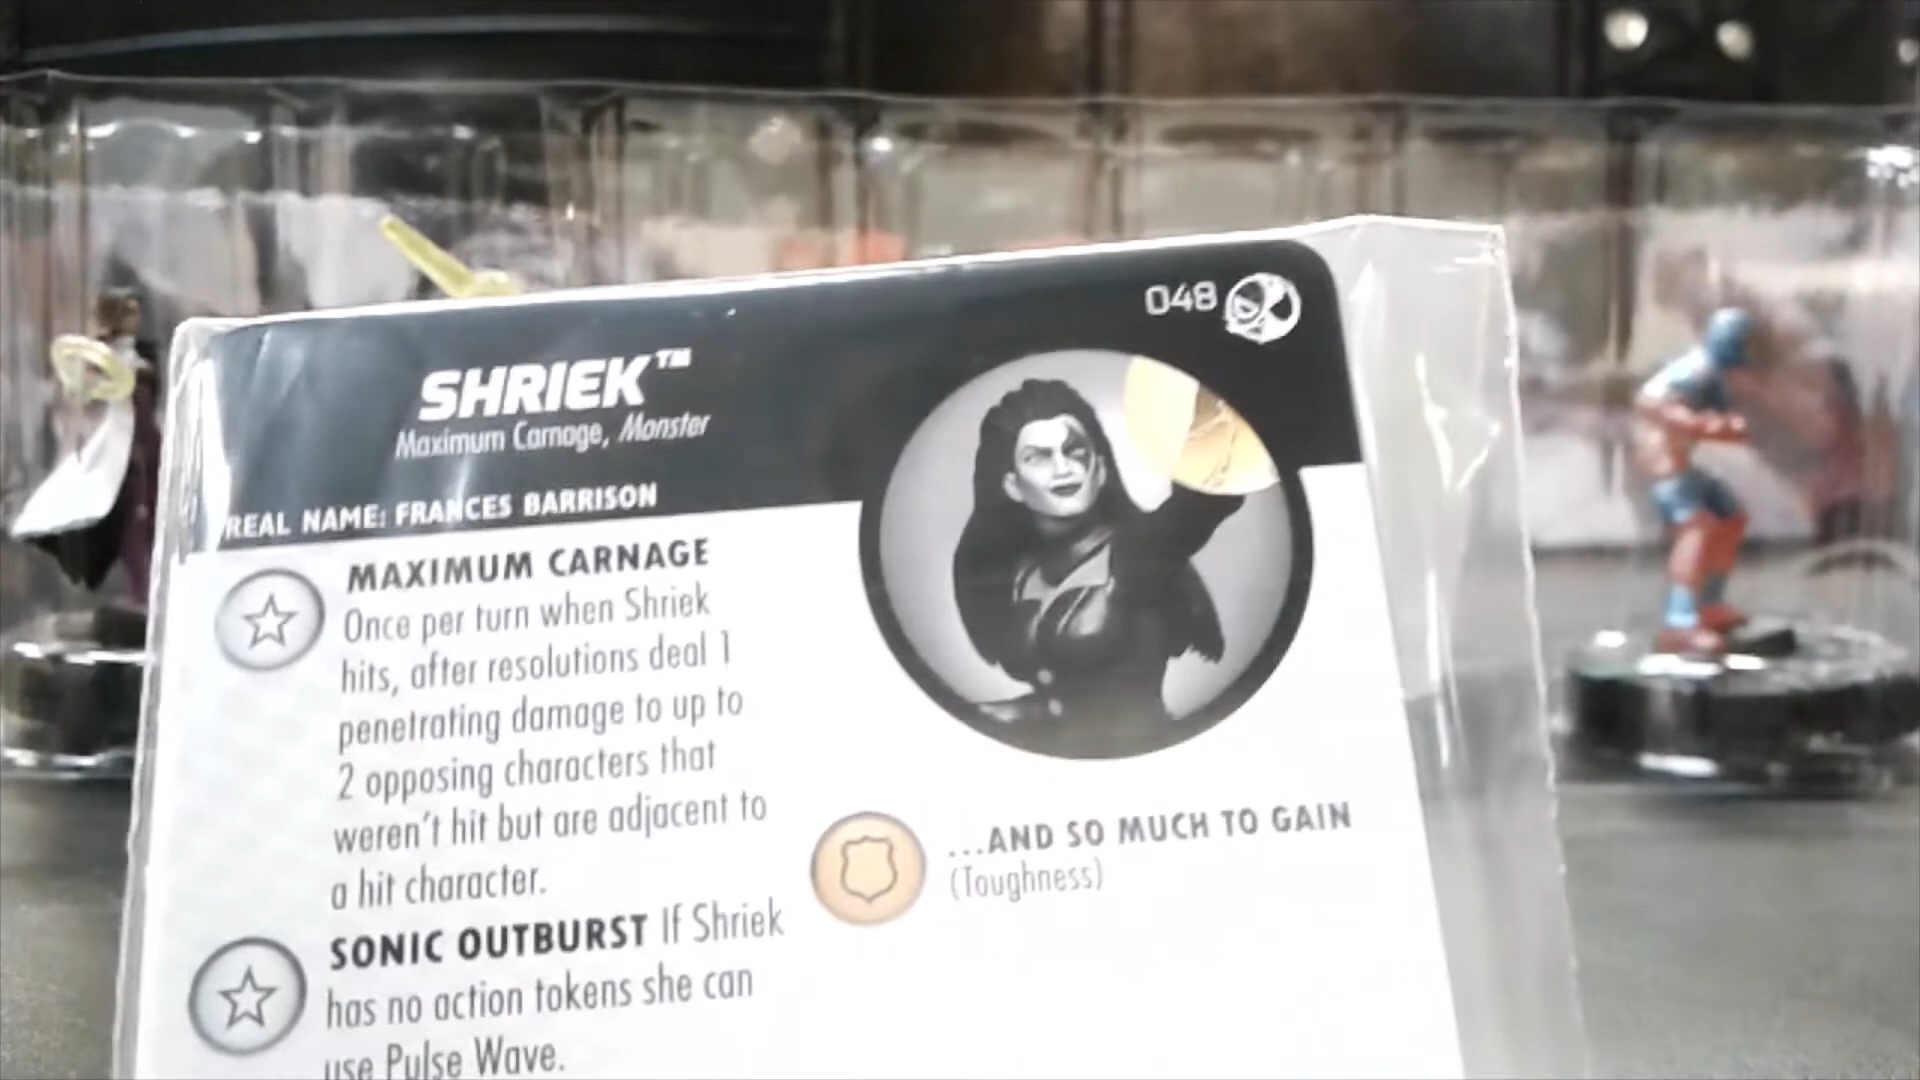 048
SHRIEK™
Maximum Carnage, Monster
REAL NAME: FRANCES BARRISON
MAXIMUM CARNAGE
Once per turn when Shriek
hits, after resolutions deal 1
penetrating damage to up to
2 opposing characters that
weren't hit but are adjacent to
a hit character.
SONIC OUTBURST If Shriek
has no action tokens she can
use Pulse Wave.
...AND SO MUCH TO GAIN
(Toughness)